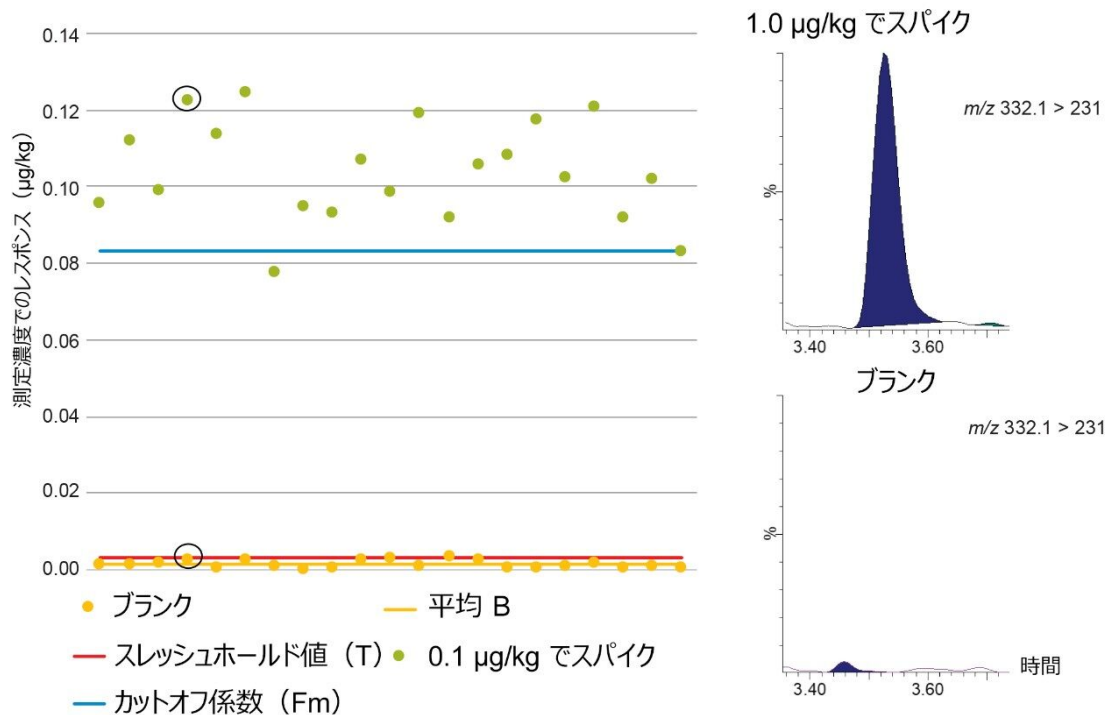 測定濃度でのレスポンス（µg/kg）
0.14
0.12
0.10
0.08
0.06
0.04
0.02
0.00
ブランク
平均 B
スレッシュホールド値（T）
0.1 µg/kg でスパイク
カットオフ係数（Fm）
1.0 µg/kg でスパイク
m/z 332.1 > 231
%
3.40
3.60
ブランク
m/z 332.1 > 231
%
3.40
3.60
時間